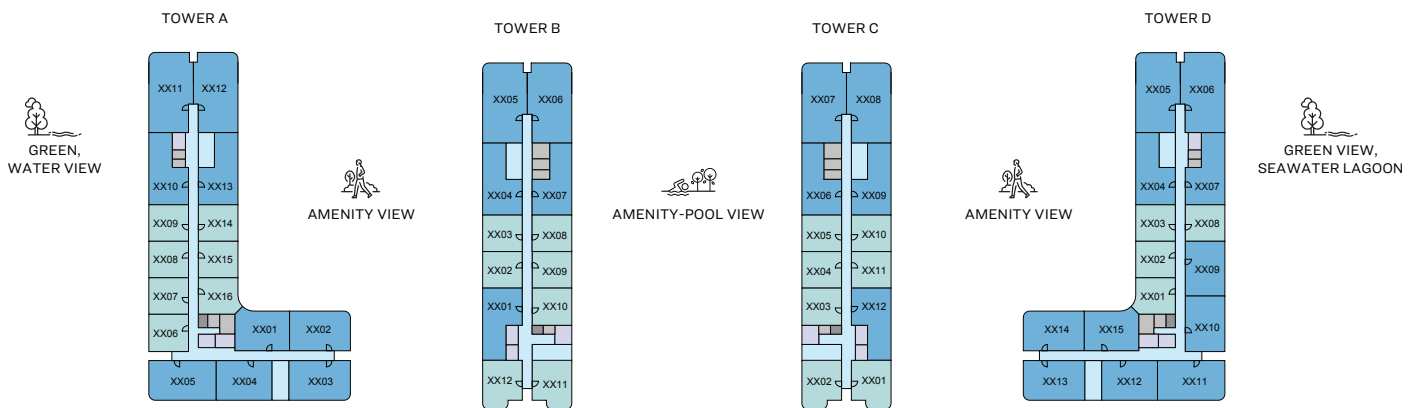 TOWER A
TOWER B
TOWER C
TOWER D
GREEN,
WATER VIEW
XX11 XX12
XX10 XX13
XX09 XX14
XX08 XX15
XX07 XX16
XX06 XX01 XX02
XX05 XX04 XX03
AMENITY VIEW
XX05 XX06
XX04 XX07
XX03 XX08
XX02 XX09
XX01 XX10
XX12 XX11
AMENITY-POOL VIEW
XX07 XX08
XX06 XX09
XX05 XX10
XX04 XX11
XX03 XX12
XX02 XX01
AMENITY VIEW
XX05 XX06
XX04 XX07
XX03 XX08
XX02 XX09
XX01
XX14 XX15 XX10
XX13 XX12 XX11
GREEN VIEW,
SEAWATER LAGOON